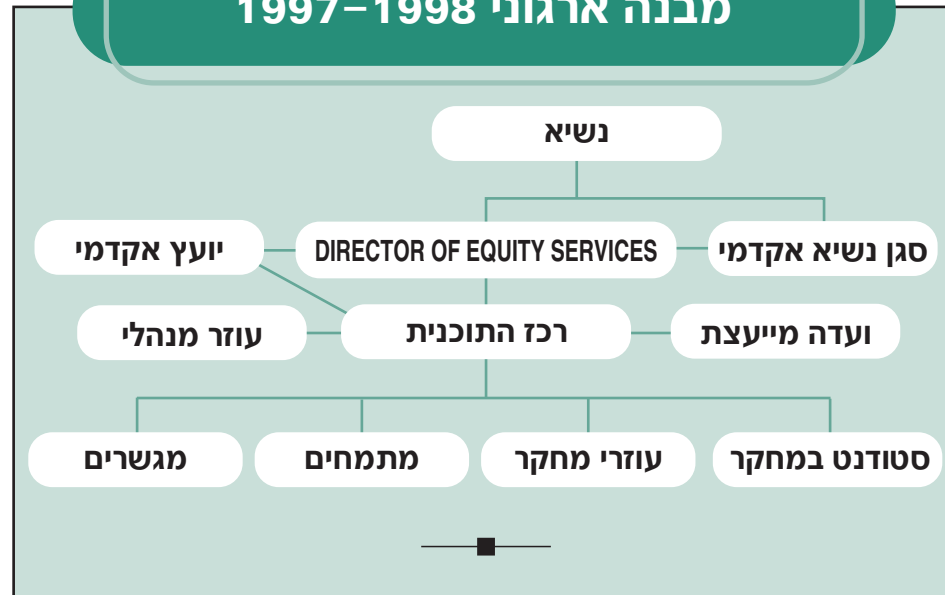 מבנה ארגוני 1997–1998
נשיא
סגן נשיא אקדמי
DIRECTOR OF EQUITY SERVICES
יועץ אקדמי
ועדה מייעצת
רכז התוכנית
עוזר מנהלי
סטודנט במחקר
עוזרי מחקר
מתמחים
מגשרים